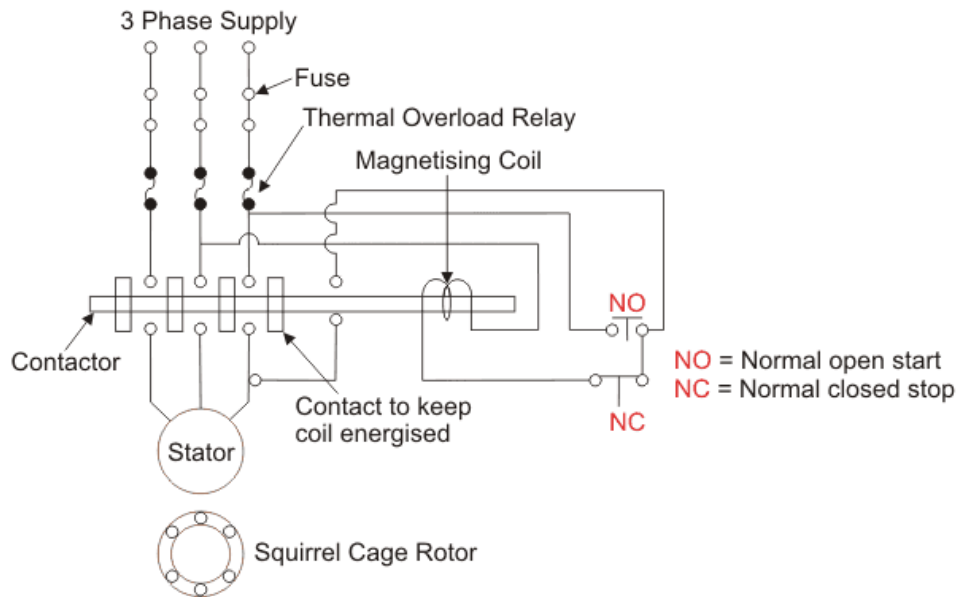 3 Phase Supply
Fuse
Thermal Overload Relay
Magnetising Coil
NO
Contactor
NO = Normal open start
NC = Normal closed stop
Contact to keep
coil energised
NC
Stator
Squirrel Cage Rotor